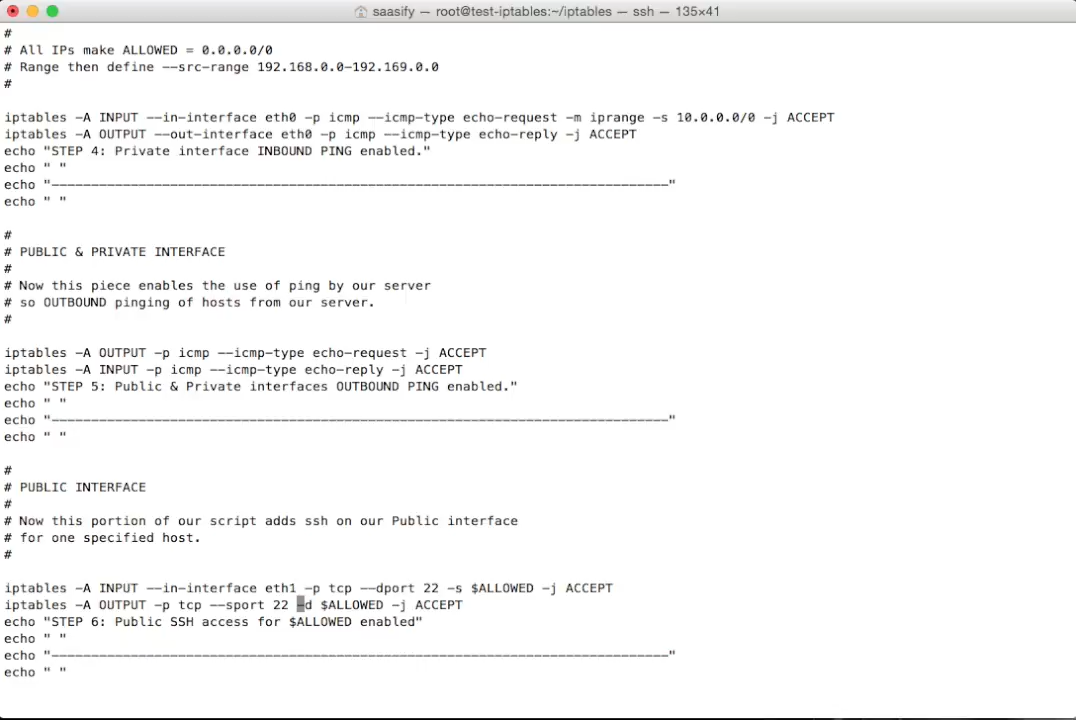 saasify — root@test-iptables:~/iptables — ssh — 135×41
#
# All IPs make ALLOWED = 0.0.0.0/0
# Range then define --src-range 192.168.0.0-192.169.0.0
#
iptables -A INPUT --in-interface eth0 -p icmp --icmp-type echo-request -m iprange -s 10.0.0.0/0 -j ACCEPT
iptables -A OUTPUT --out-interface eth0 -p icmp --icmp-type echo-reply -j ACCEPT
echo "STEP 4: Private interface INBOUND PING enabled."
echo " "
echo "------------------------------------------------------------------------------"
echo " "
#
# PUBLIC & PRIVATE INTERFACE
#
# Now this piece enables the use of ping by our server
# so OUTBOUND pinging of hosts from our server.
#
iptables -A OUTPUT -p icmp --icmp-type echo-request -j ACCEPT
iptables -A INPUT -p icmp --icmp-type echo-reply -j ACCEPT
echo "STEP 5: Public & Private interfaces OUTBOUND PING enabled."
echo " "
echo "------------------------------------------------------------------------------"
echo " "
#
# PUBLIC INTERFACE
#
# Now this portion of our script adds ssh on our Public interface
# for one specified host.
#
iptables -A INPUT --in-interface eth1 -p tcp --dport 22 -s $ALLOWED -j ACCEPT
iptables -A OUTPUT -p tcp --sport 22 -d $ALLOWED -j ACCEPT
echo "STEP 6: Public SSH access for $ALLOWED enabled"
echo " "
echo "------------------------------------------------------------------------------"
echo " "